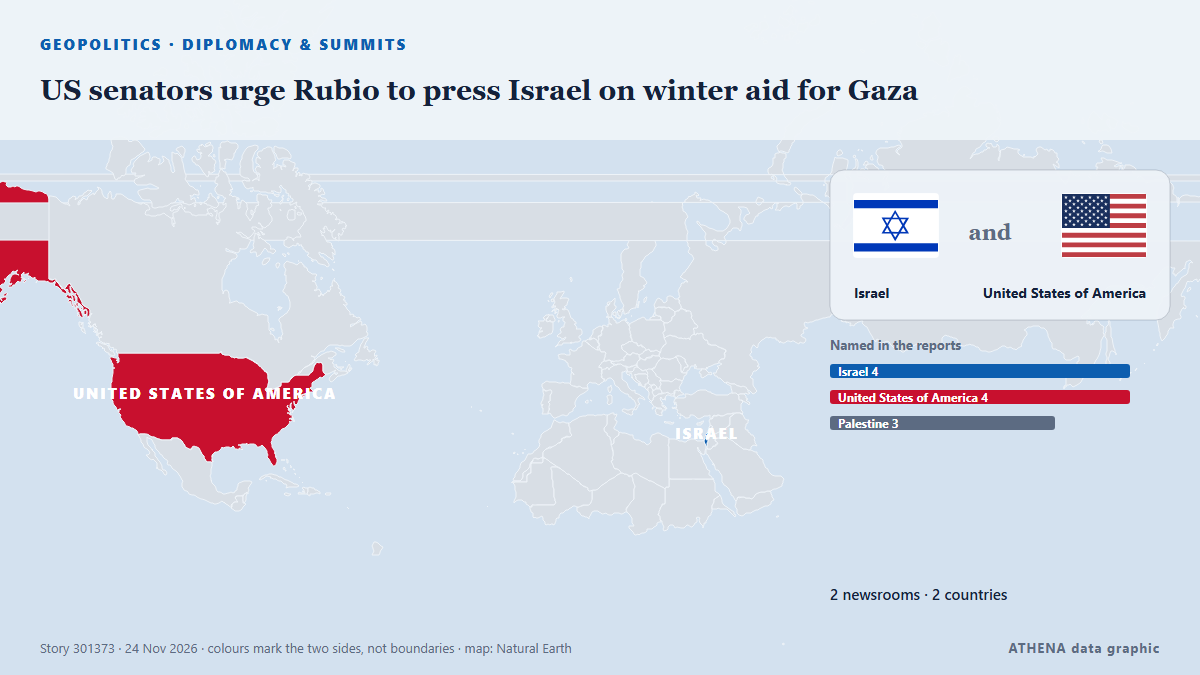 GEOPOLITICS · DIPLOMACY & SUMMITS
US senators urge Rubio to press Israel on winter aid for Gaza
and
Israel
United States of America
Named in the reports
Israel 4
United States of America 4
Palestine 3
UNITED STATES OF AMERICA
ISRAEL
2 newsrooms · 2 countries
Story 301373 · 24 Nov 2026 · colours mark the two sides, not boundaries · map: Natural Earth
ATHENA data graphic